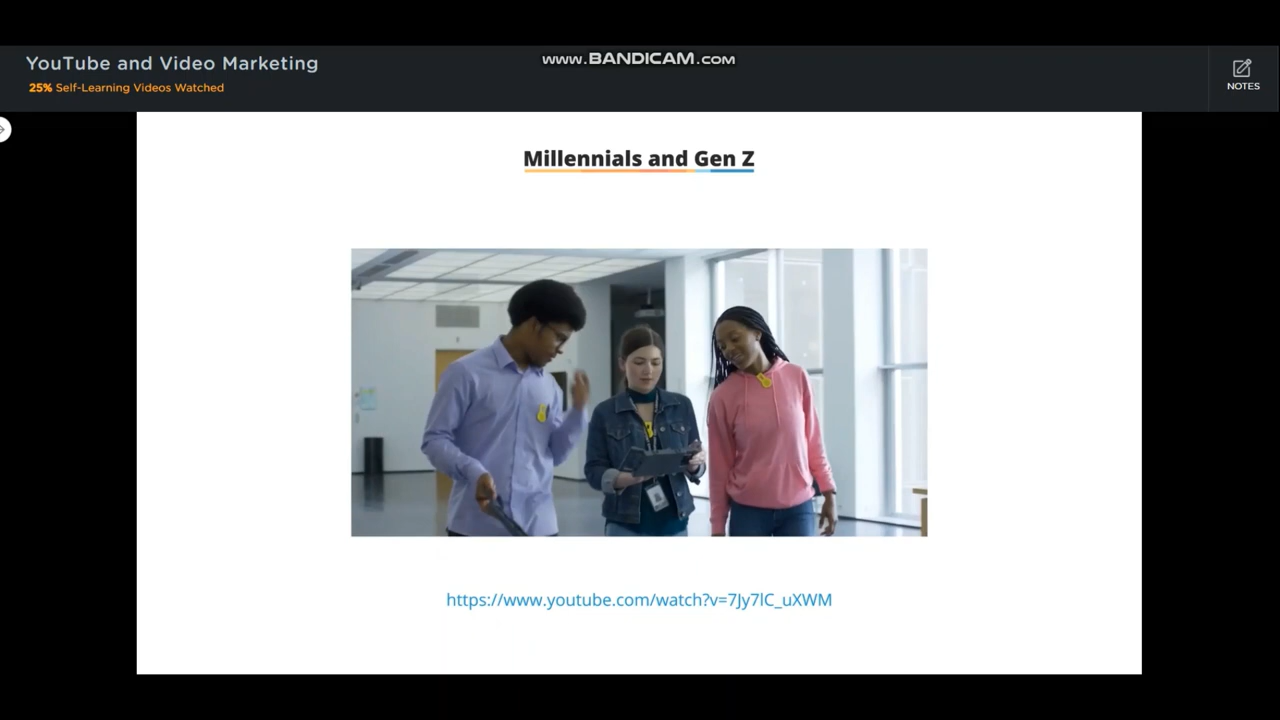 www.BANDICAM.com
YouTube and Video Marketing
25% Self-Learning Videos Watched
NOTES
Millennials and Gen Z
https://www.youtube.com/watch?v=7Jy7lC_uXWM